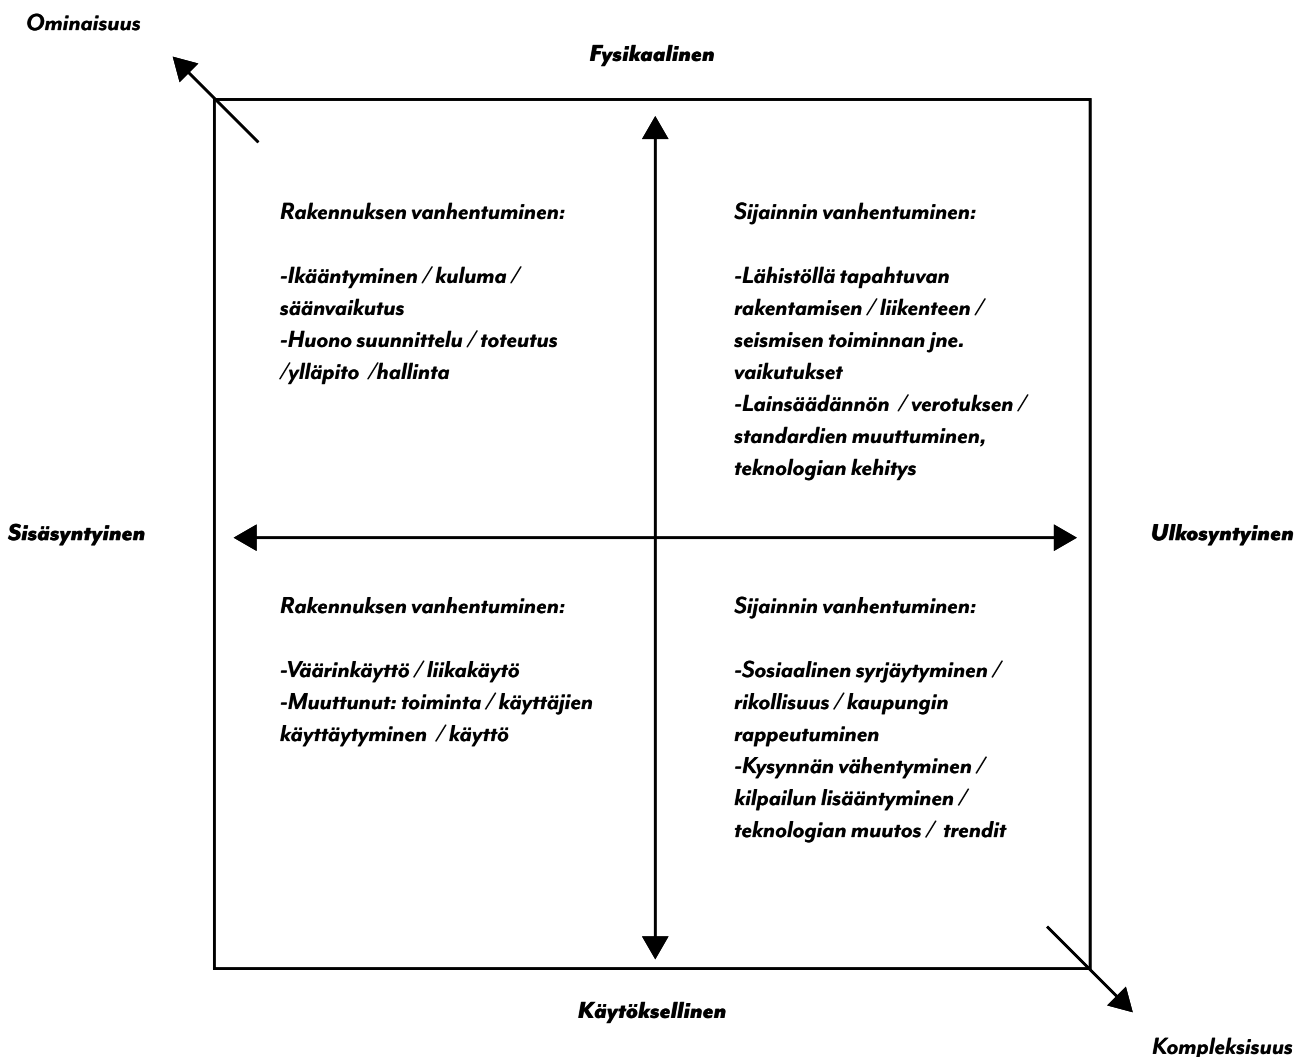 Ominaisuus
Fysikaalinen
Rakennuksen vanhentuminen:
-Ikääntyminen / kuluma /
säänvaikutus
-Huono suunnittelu / toteutus
/ylläpito /hallinta
Sijainnin vanhentuminen:
-Lähistöllä tapahtuvan
rakentamisen / liikenteen /
seismisen toiminnan jne.
vaikutukset
-Lainsäädännön / verotuksen /
standardien muuttuminen,
teknologian kehitys
Sisäsyntyinen
Ulkosyntyinen
Rakennuksen vanhentuminen:
-Väärinkäyttö / liikakäytö
-Muuttunut: toiminta / käyttäjien
käyttäytyminen / käyttö
Sijainnin vanhentuminen:
-Sosiaalinen syrjäytyminen /
rikollisuus / kaupungin
rappeutuminen
-Kysynnän vähentyminen /
kilpailun lisääntyminen /
teknologian muutos / trendit
Käytöksellinen
Kompleksisuus